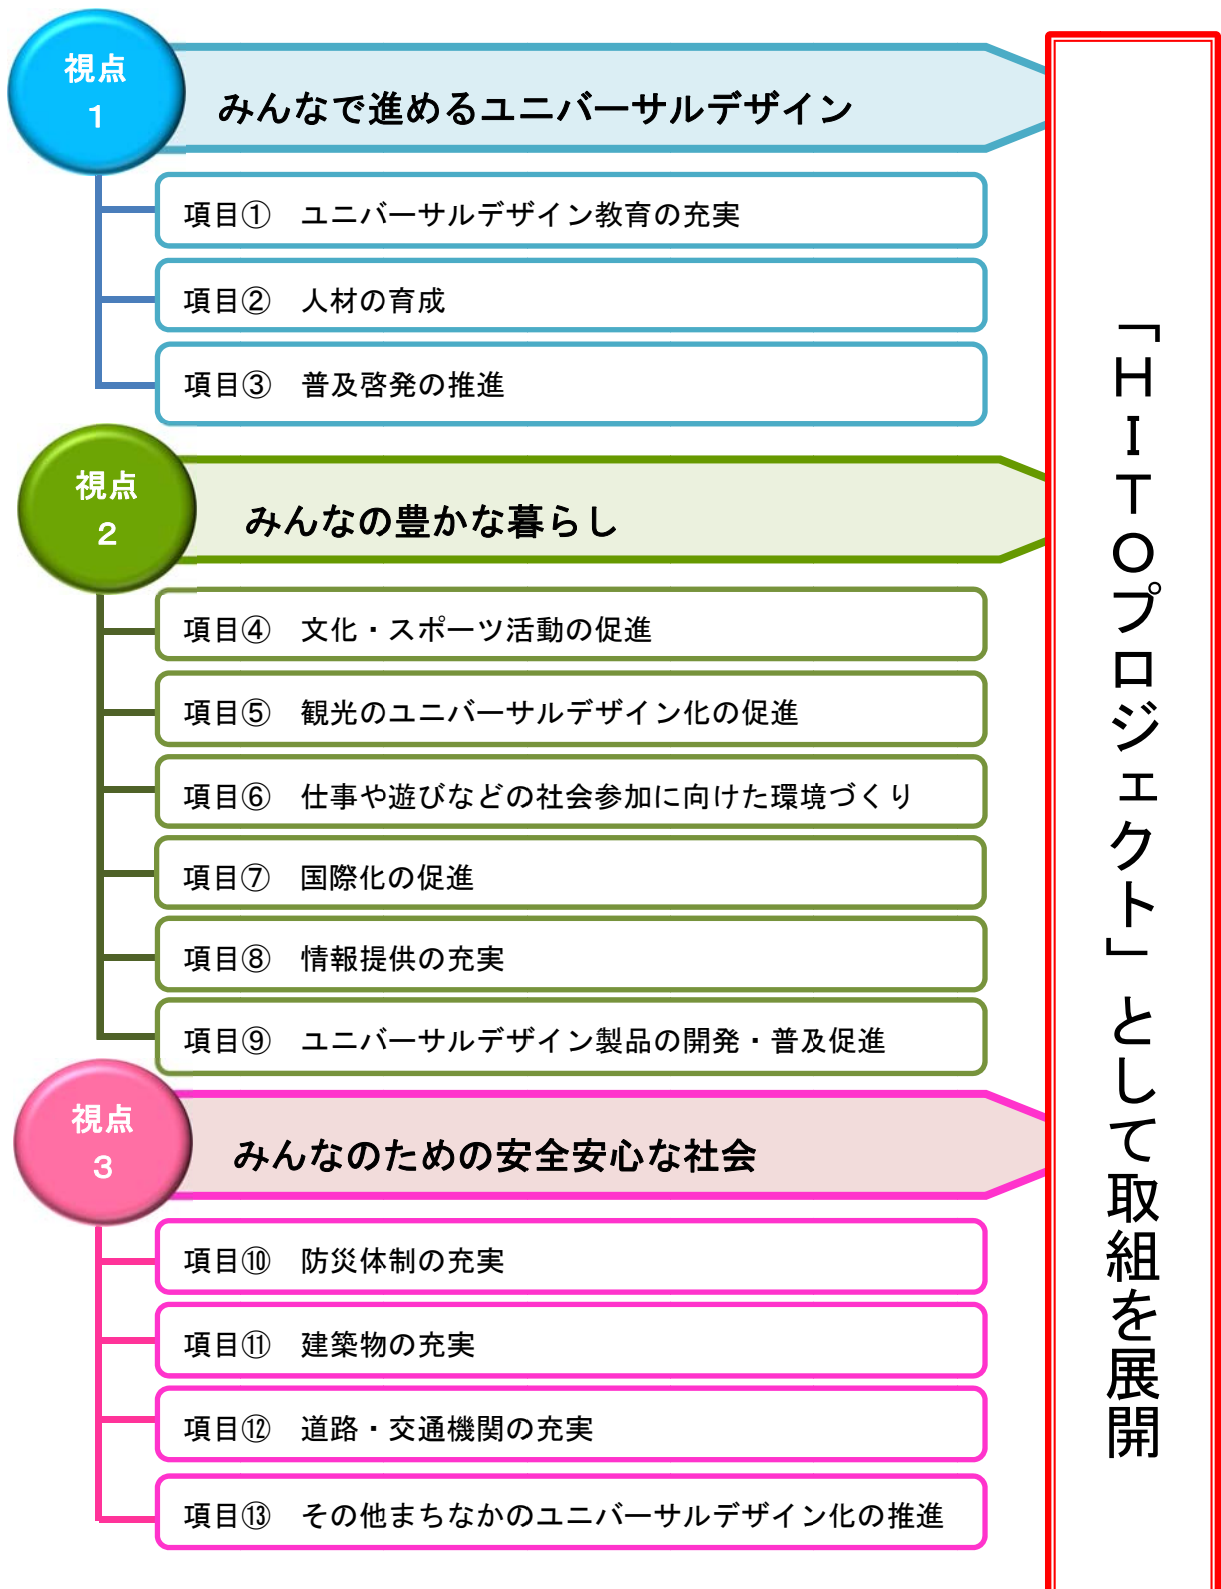 視点
1
みんなで進めるユニバーサルデザイン
項目① ユニバーサルデザイン教育の充実
項目② 人材の育成
項目③ 普及啓発の推進
視点
2
みんなの豊かな暮らし
項目④ 文化・スポーツ活動の促進
項目⑤ 観光のユニバーサルデザイン化の促進
項目⑥ 仕事や遊びなどの社会参加に向けた環境づくり
項目⑦ 国際化の促進
項目⑧ 情報提供の充実
項目⑨ ユニバーサルデザイン製品の開発・普及促進
視点
3
みんなのための安全安心な社会
項目⑩ 防災体制の充実
項目⑪ 建築物の充実
項目⑫ 道路・交通機関の充実
項目⑬ その他まちなかのユニバーサルデザイン化の推進
「ＨＩＴＯプロジェクト」として取組を展開